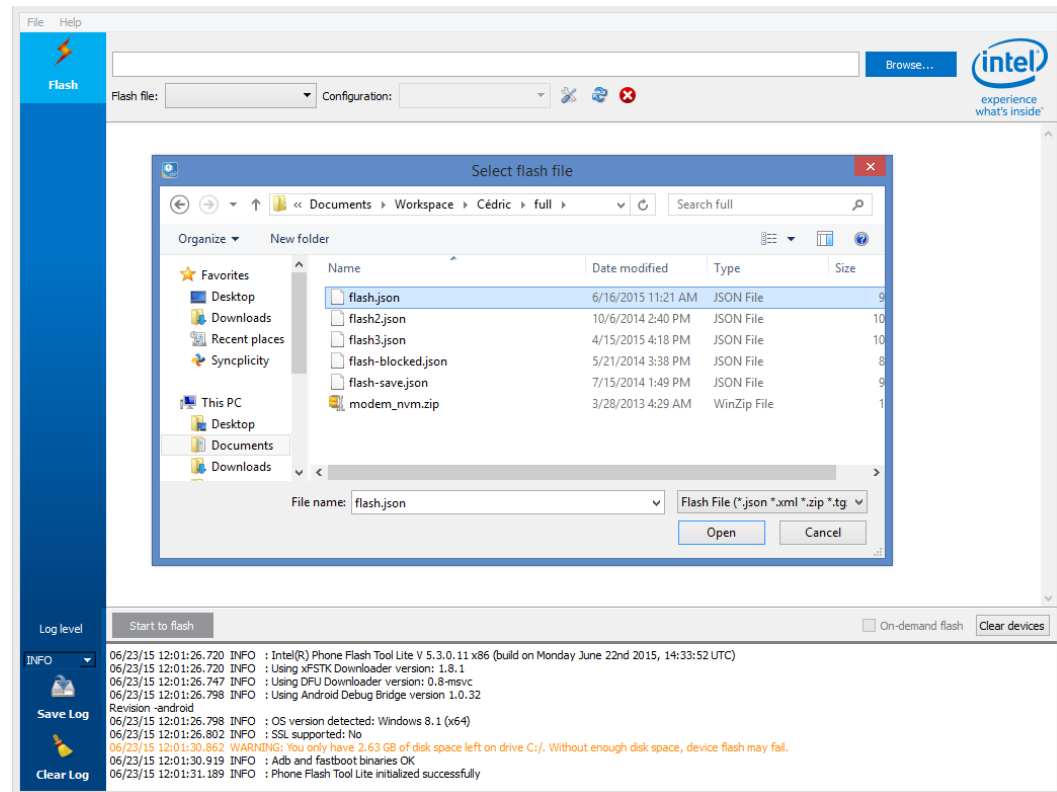 File Help
Flash
Browse...
intel
experience
what's inside™
Flash file:
Configuration:
Select flash file
« Documents Workspace Cédric full
Search full
Organize
New folder
Name
Date modified
Type
Size
Favorites
Desktop
Downloads
Recent places
Syncplicity
This PC
Desktop
Documents
Downloads
flash.json 6/16/2015 11:21 AM JSON File 9
flash2.json 10/6/2014 2:40 PM JSON File 10
flash3.json 4/15/2015 4:18 PM JSON File 10
flash-blocked.json 5/21/2014 3:38 PM JSON File 8
flash-save.json 7/15/2014 1:49 PM JSON File 9
modem_nvm.zip 3/28/2013 4:29 AM WinZip File 1
File name: flash.json
Flash File (*.json *.xml *.zip *.tg
Open
Cancel
Log level
Start to flash
On-demand flash
Clear devices
INFO
Save Log
Clear Log
06/23/15 12:01:26.720 INFO : Intel(R) Phone Flash Tool Lite V 5.3.0.11 x86 (build on Monday June 22nd 2015, 14:33:52 UTC)
06/23/15 12:01:26.720 INFO : Using xFSTK Downloader version: 1.8.1
06/23/15 12:01:26.747 INFO : Using DFU Downloader version: 0.8-msvc
06/23/15 12:01:26.798 INFO : Using Android Debug Bridge version 1.0.32
Revision -android
06/23/15 12:01:26.798 INFO : OS version detected: Windows 8.1 (x64)
06/23/15 12:01:26.802 INFO : SSL supported: No
06/23/15 12:01:30.862 WARNING: You only have 2.63 GB of disk space left on drive C:/. Without enough disk space, device flash may fail.
06/23/15 12:01:30.919 INFO : Adb and fastboot binaries OK
06/23/15 12:01:31.189 INFO : Phone Flash Tool Lite initialized successfully